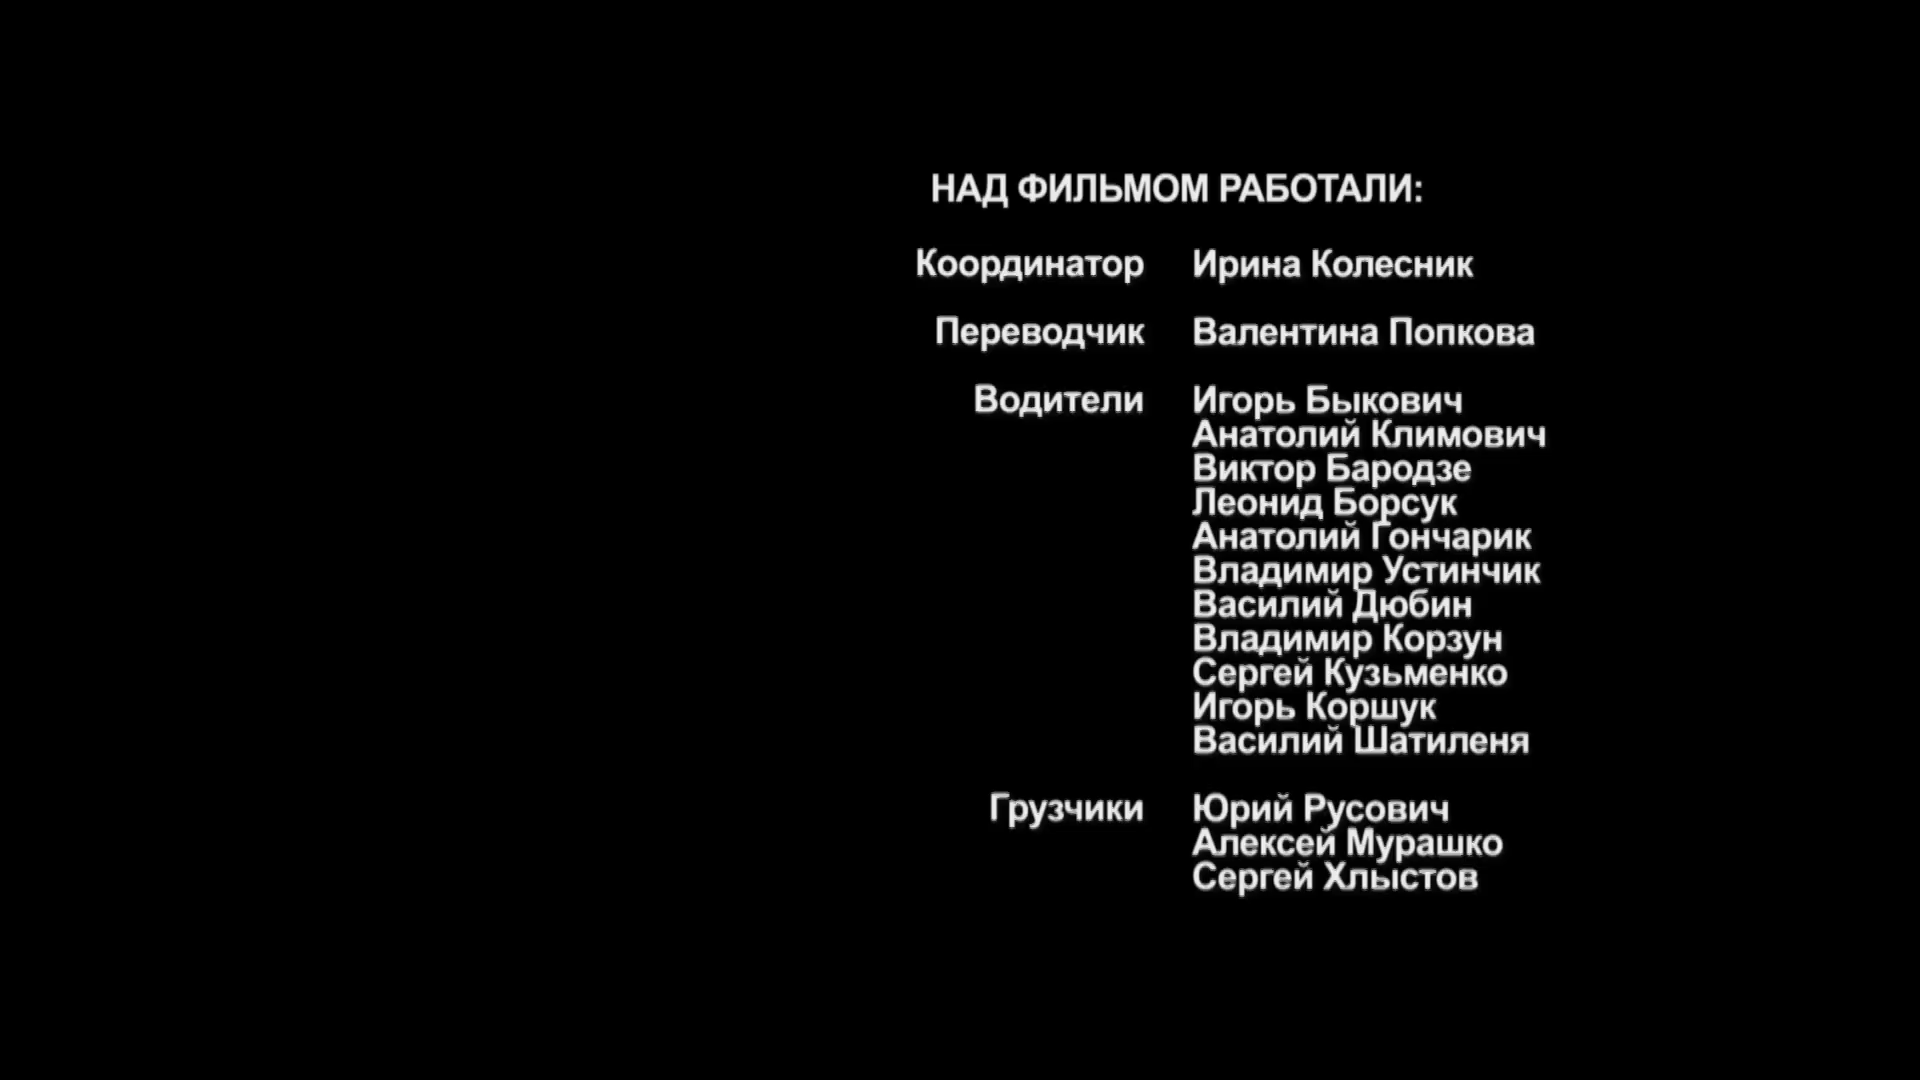 НАД ФИЛЬМОМ РАБОТАЛИ:
Координатор Ирина Колесник
Переводчик Валентина Попкова
Водители Игорь Быкович
Анатолий Климович
Виктор Бародзе
Леонид Борсук
Анатолий Гончарик
Владимир Устинчик
Василий Дюбин
Владимир Корзун
Сергей Кузьменко
Игорь Коршук
Василий Шатиленя
Грузчики Юрий Русович
Алексей Мурашко
Сергей Хлыстов